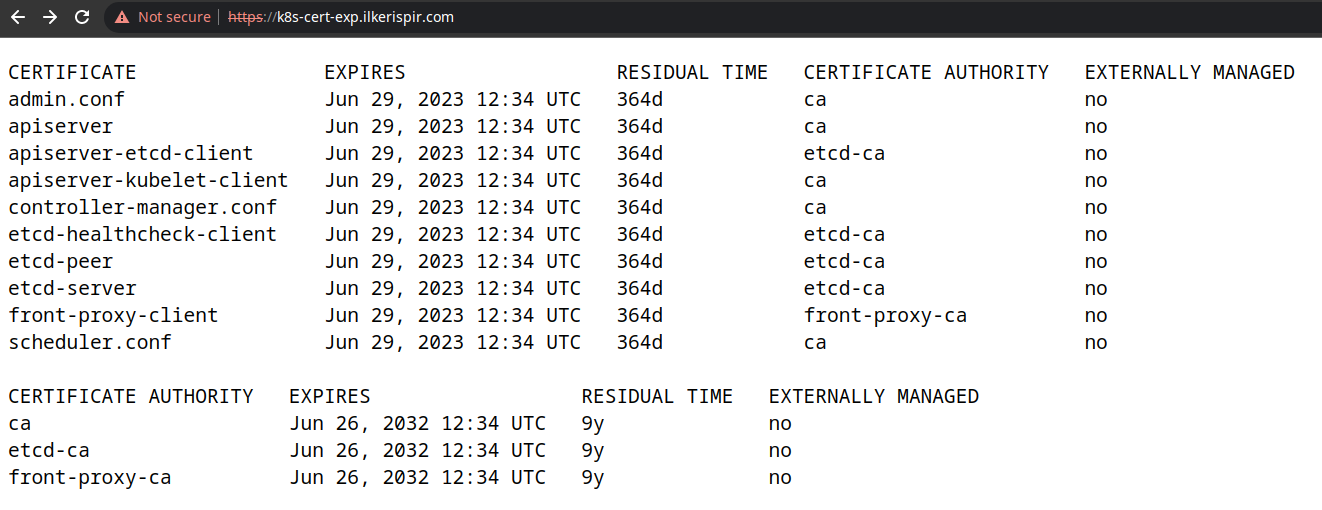 Not secure | https://k8s-cert-exp.ilkerispir.com
CERTIFICATE EXPIRES RESIDUAL TIME CERTIFICATE AUTHORITY EXTERNALLY MANAGED
admin.conf Jun 29, 2023 12:34 UTC 364d ca no
apiserver Jun 29, 2023 12:34 UTC 364d ca no
apiserver-etcd-client Jun 29, 2023 12:34 UTC 364d etcd-ca no
apiserver-kubelet-client Jun 29, 2023 12:34 UTC 364d ca no
controller-manager.conf Jun 29, 2023 12:34 UTC 364d ca no
etcd-healthcheck-client Jun 29, 2023 12:34 UTC 364d etcd-ca no
etcd-peer Jun 29, 2023 12:34 UTC 364d etcd-ca no
etcd-server Jun 29, 2023 12:34 UTC 364d etcd-ca no
front-proxy-client Jun 29, 2023 12:34 UTC 364d front-proxy-ca no
scheduler.conf Jun 29, 2023 12:34 UTC 364d ca no
CERTIFICATE AUTHORITY EXPIRES RESIDUAL TIME EXTERNALLY MANAGED
ca Jun 26, 2032 12:34 UTC 9y no
etcd-ca Jun 26, 2032 12:34 UTC 9y no
front-proxy-ca Jun 26, 2032 12:34 UTC 9y no